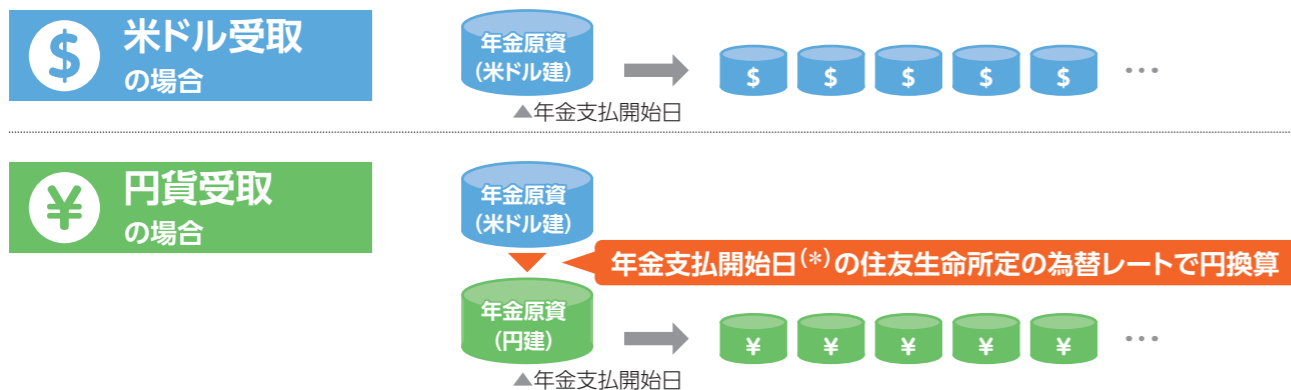 $
米ドル受取
の場合
年金原資
(米ドル建)
$ $ $ $ $ …
▲年金支払開始日
¥
円貨受取
の場合
年金原資
(米ドル建)
年金支払開始日(*)の住友生命所定の為替レートで円換算
年金原資
(円建)
¥ ¥ ¥ ¥ ¥ …
▲年金支払開始日